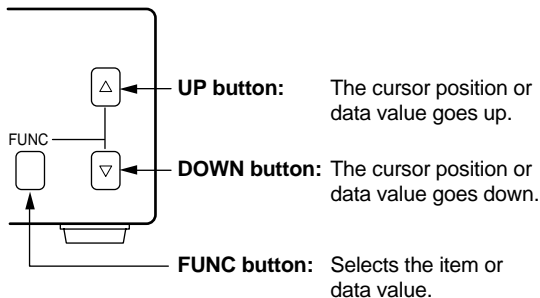 UP button: The cursor position or
data value goes up.
FUNC
DOWN button: The cursor position or
data value goes down.
FUNC button: Selects the item or
data value.